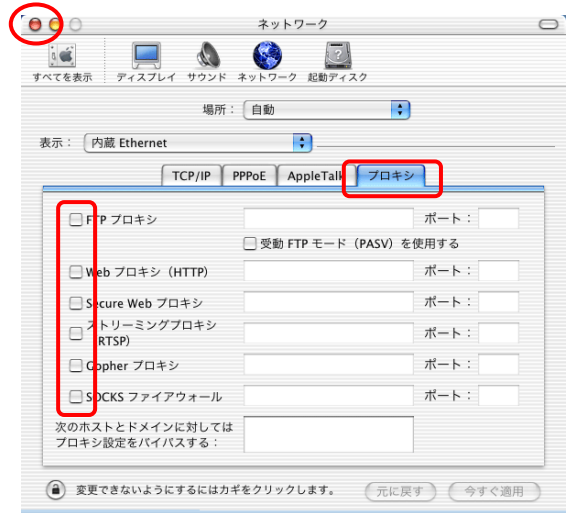 ネットワーク
すべてを表示 ディスプレイ サウンド ネットワーク 起動ディスク
場所： 自動
表示： 内蔵 Ethernet
TCP/IP PPPoE AppleTalk プロキシ
FTP プロキシ ポート：
受動 FTP モード（PASV）を使用する
Web プロキシ（HTTP） ポート：
Secure Web プロキシ ポート：
ストリーミングプロキシ
（RTSP） ポート：
Gopher プロキシ ポート：
SOCKS ファイアウォール ポート：
次のホストとドメインに対しては
プロキシ設定をバイパスする：
変更できないようにするにはカギをクリックします。 元に戻す 今すぐ適用